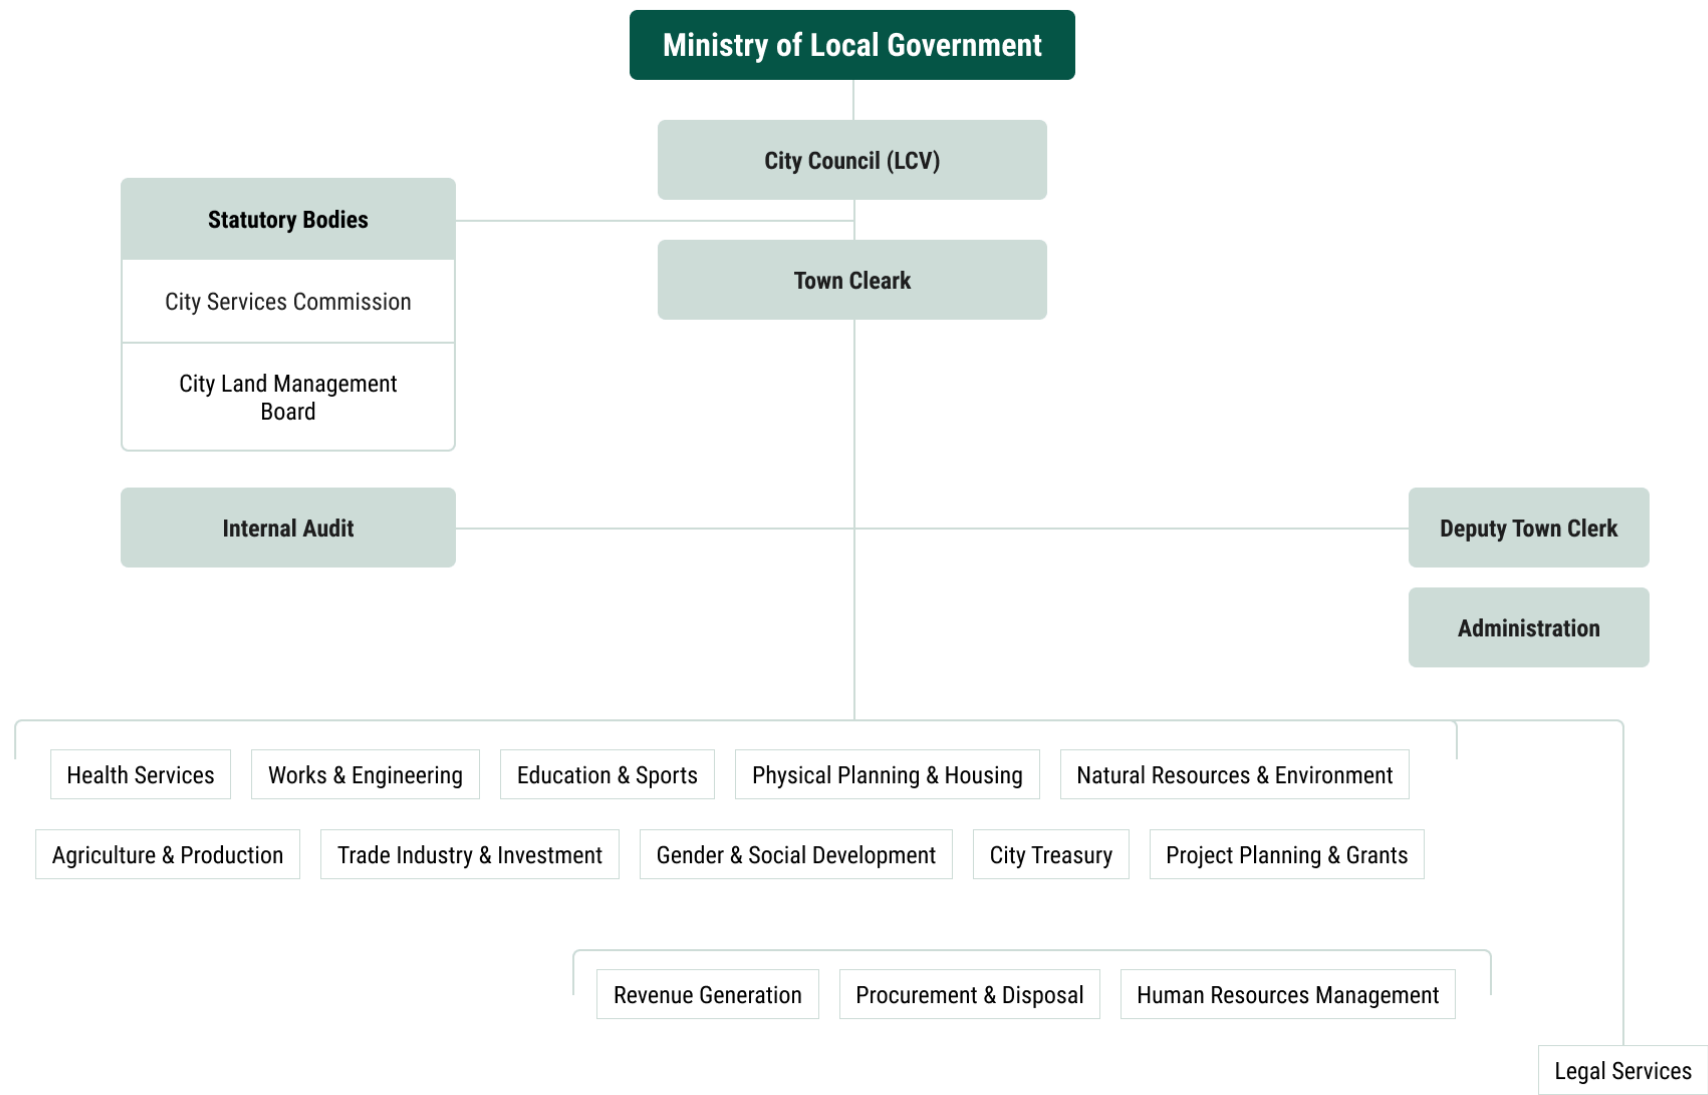 Ministry of Local Government
City Council (LCV)
Statutory Bodies
Town Cleark
City Services Commission
City Land Management
Board
Internal Audit
Deputy Town Clerk
Administration
Health Services
Works & Engineering
Education & Sports
Physical Planning & Housing
Natural Resources & Environment
Agriculture & Production
Trade Industry & Investment
Gender & Social Development
City Treasury
Project Planning & Grants
Revenue Generation
Procurement & Disposal
Human Resources Management
Legal Services